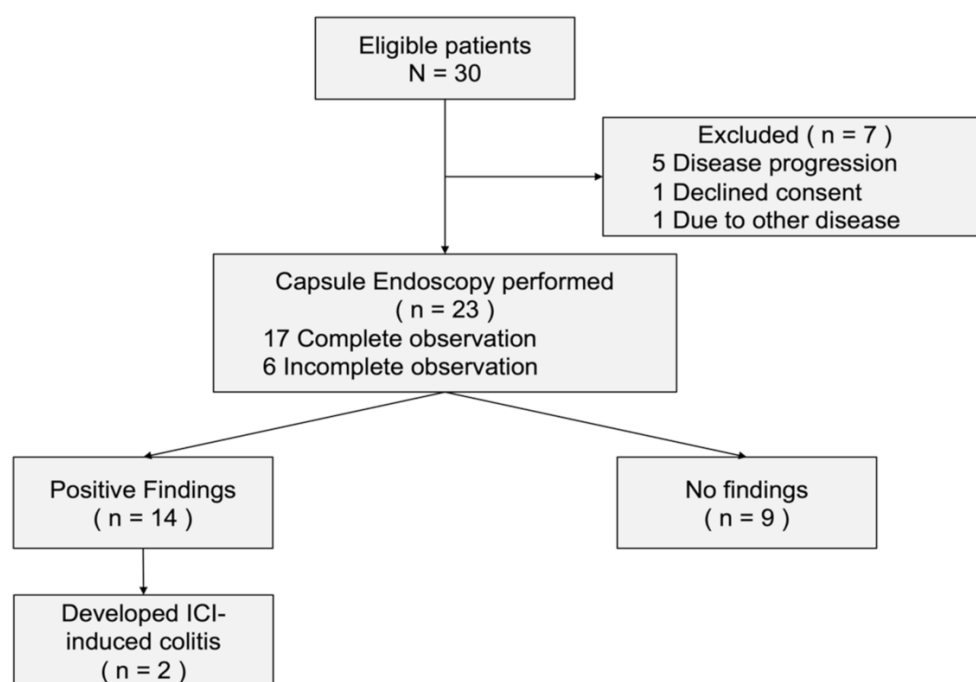 Eligible patients
N = 30
Excluded ( n = 7 )
5 Disease progression
1 Declined consent
1 Due to other disease
Capsule Endoscopy performed
( n = 23 )
17 Complete observation
6 Incomplete observation
Positive Findings
( n = 14 )
No findings
( n = 9 )
Developed ICI-
induced colitis
( n = 2 )